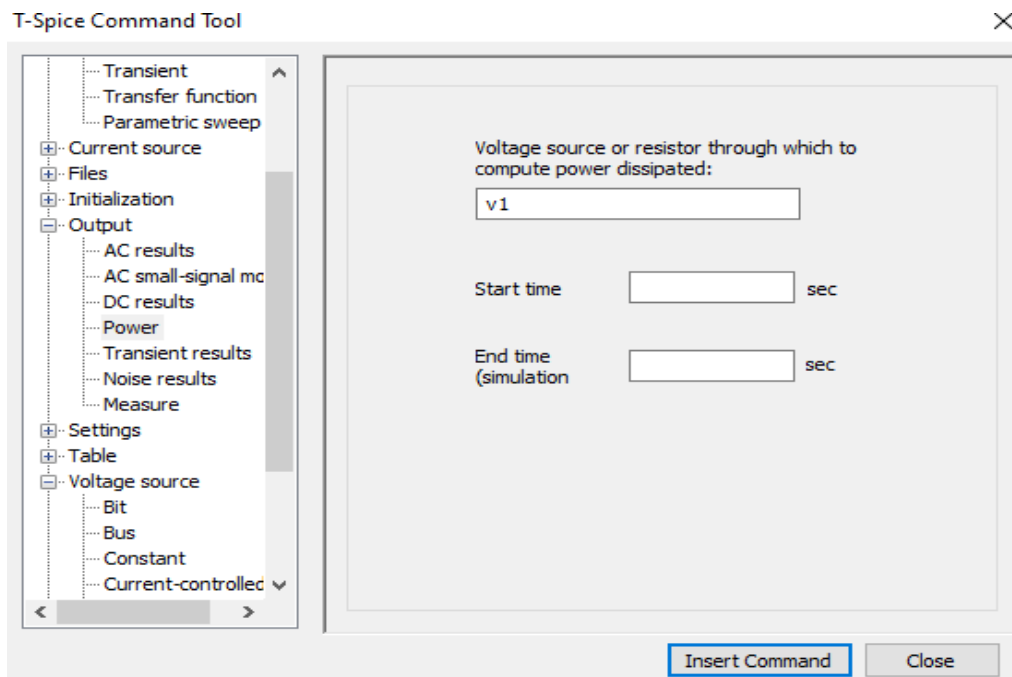 T-Spice Command Tool
Transient
Transfer function
Parametric sweep
Current source
Files
Initialization
Output
AC results
AC small-signal mo
DC results
Power
Transient results
Noise results
Measure
Settings
Table
Voltage source
Bit
Bus
Constant
Current-controlled
Voltage source or resistor through which to
compute power dissipated:
v1
Start time
sec
End time
(simulation
sec
Insert Command
Close